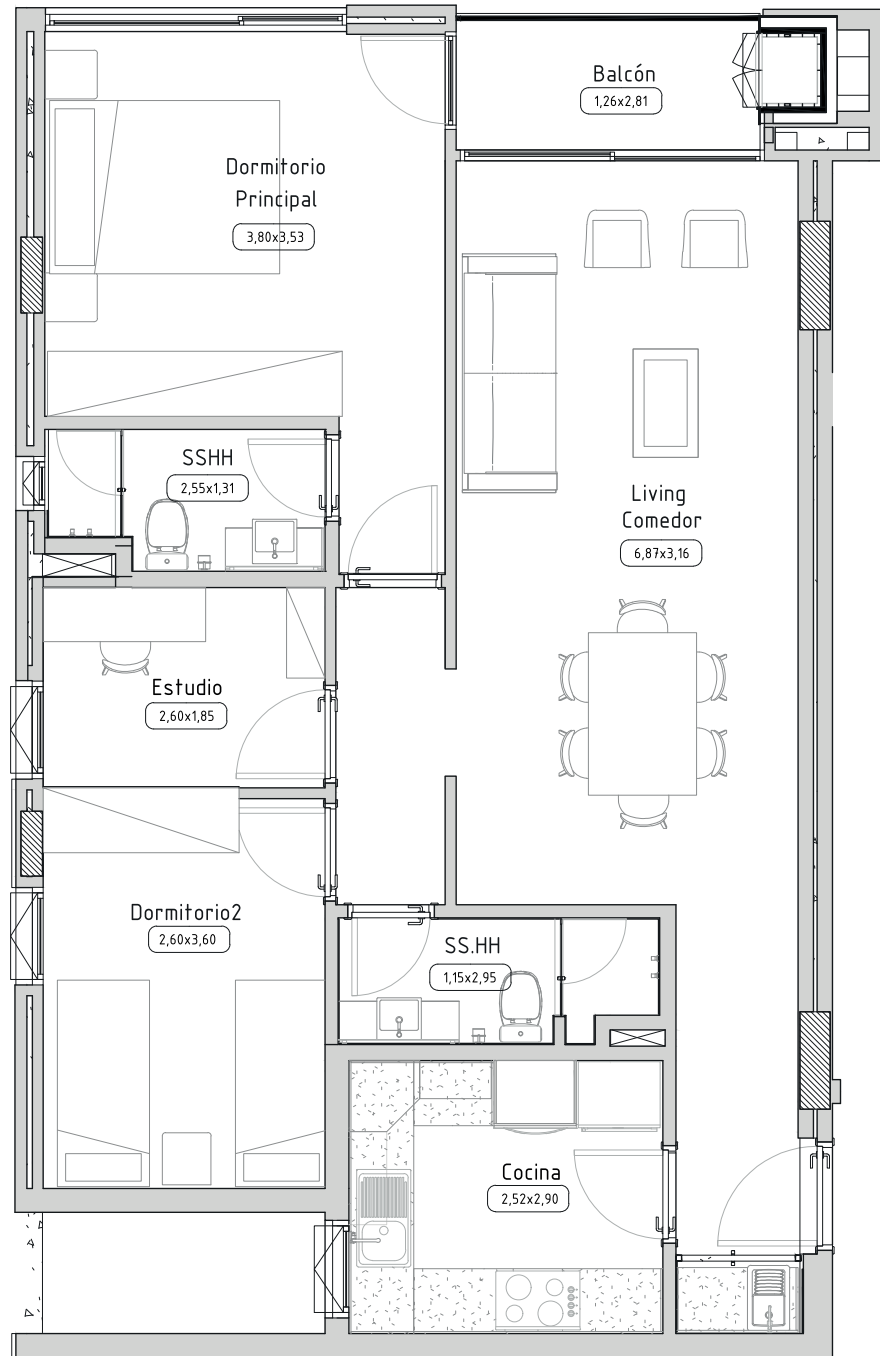 Balcón
1,26x2,81
Dormitorio
Principal
3,80x3,53
SSHH
2,55x1,31
Living
Comedor
6,87x3,16
Estudio
2,60x1,85
Dormitorio2
2,60x3,60
SS.HH
1,15x2,95
Cocina
2,52x2,90